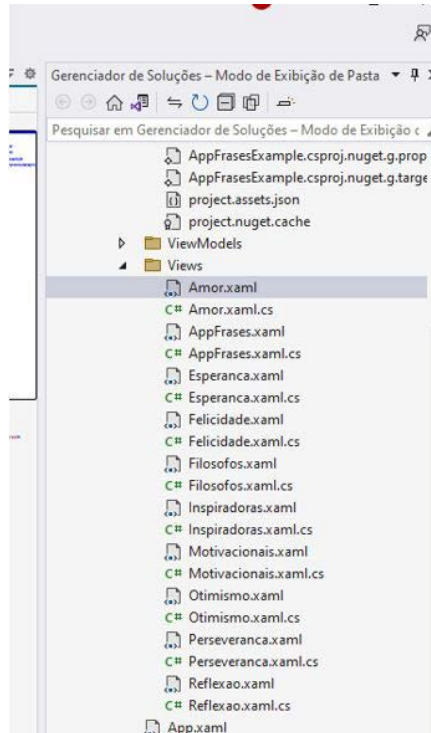 Gerenciador de Soluções – Modo de Exibição de Pasta
Pesquisar em Gerenciador de Soluções – Modo de Exibição
AppFrasesExample.csproj.nuget.g.prop
AppFrasesExample.csproj.nuget.g.targe
project.assets.json
project.nuget.cache
ViewModels
Views
Amor.xaml
C# Amor.xaml.cs
AppFrases.xaml
C# AppFrases.xaml.cs
Esperanca.xaml
C# Esperanca.xaml.cs
Felicidade.xaml
C# Felicidade.xaml.cs
Filosofos.xaml
C# Filosofos.xaml.cs
Inspiradoras.xaml
C# Inspiradoras.xaml.cs
Motivacionais.xaml
C# Motivacionais.xaml.cs
Otimismo.xaml
C# Otimismo.xaml.cs
Perseveranca.xaml
C# Perseveranca.xaml.cs
Reflexao.xaml
C# Reflexao.xaml.cs
App.xaml